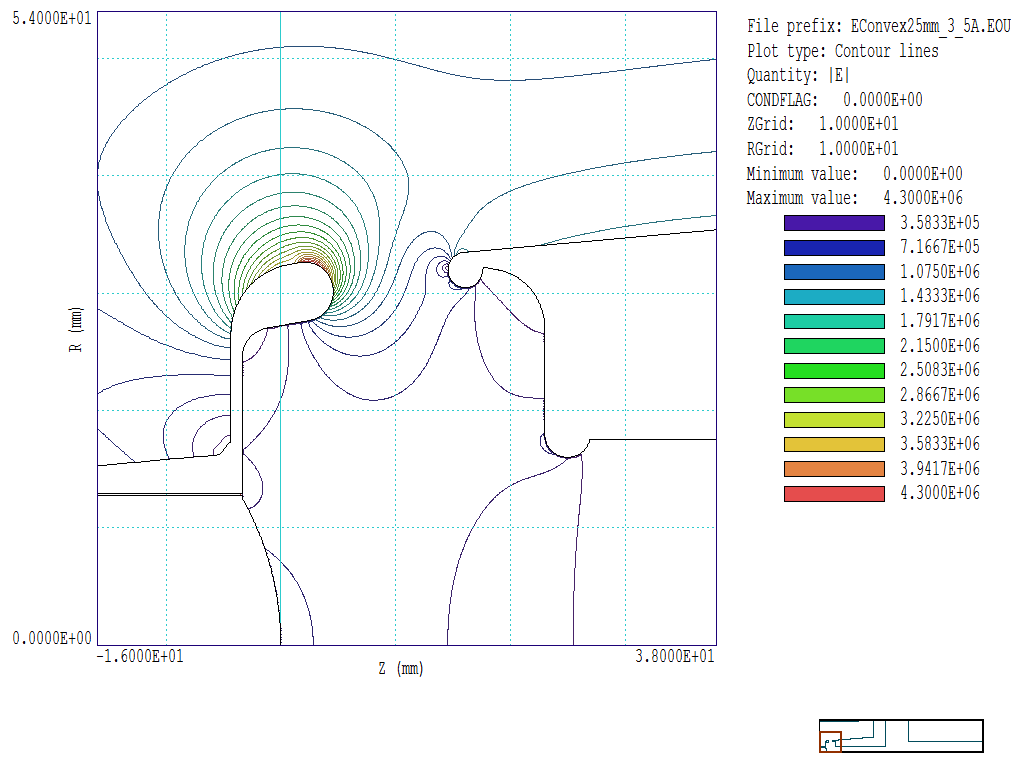 5.4000E+01
R (mm)
0.0000E+00
-1.6000E+01
Z (mm)
3.8000E+01
File prefix: EConvex25mm_3_5A.EOU
Plot type: Contour lines
Quantity: |E|
CONDFLAG: 0.0000E+00
ZGrid: 1.0000E+01
RGrid: 1.0000E+01
Minimum value: 0.0000E+00
Maximum value: 4.3000E+06
3.5833E+05
7.1667E+05
1.0750E+06
1.4333E+06
1.7917E+06
2.1500E+06
2.5083E+06
2.8667E+06
3.2250E+06
3.5833E+06
3.9417E+06
4.3000E+06